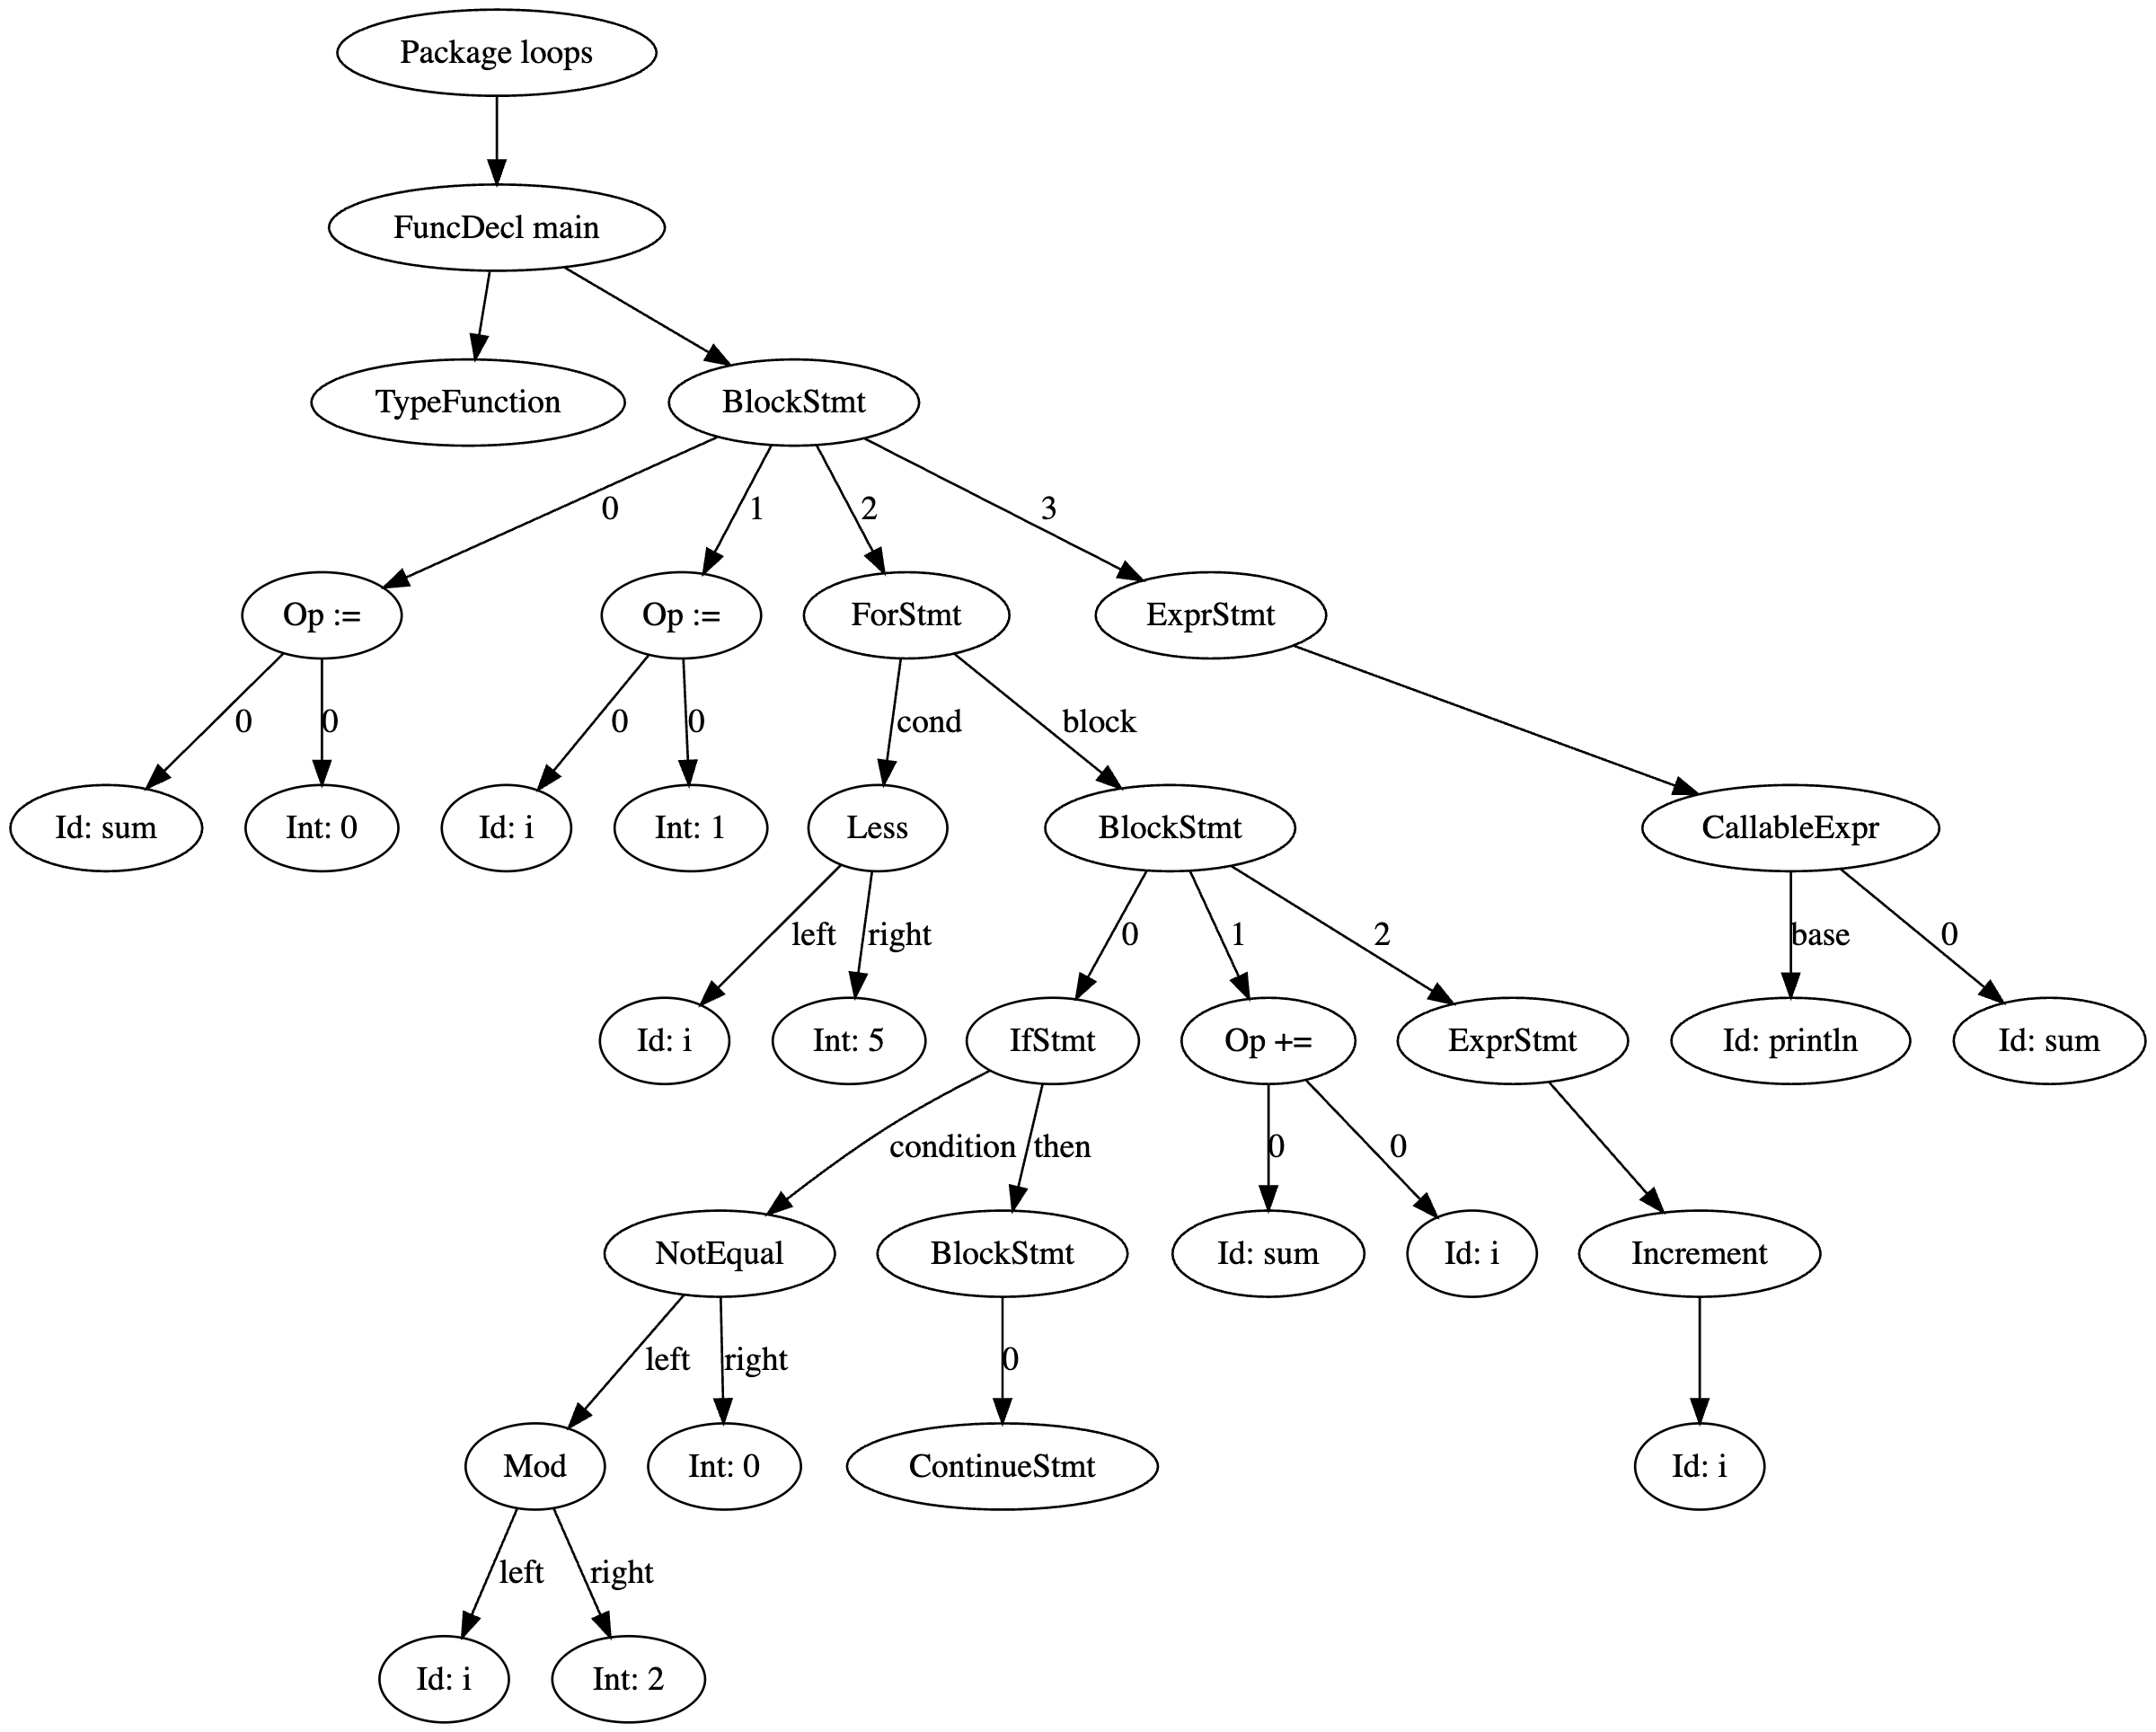 Package loops
FuncDecl main
TypeFunction
BlockStmt
0
1
2
3
Op :=
Op :=
ForStmt
ExprStmt
0
0
0
0
cond
block
Id: sum
Int: 0
Id: i
Int: 1
Less
BlockStmt
CallableExpr
left
right
0
1
2
base
0
Id: i
Int: 5
IfStmt
Op +=
ExprStmt
Id: println
Id: sum
condition
then
0
0
NotEqual
BlockStmt
Id: sum
Id: i
Increment
left
right
0
Mod
Int: 0
ContinueStmt
Id: i
left
right
Id: i
Int: 2